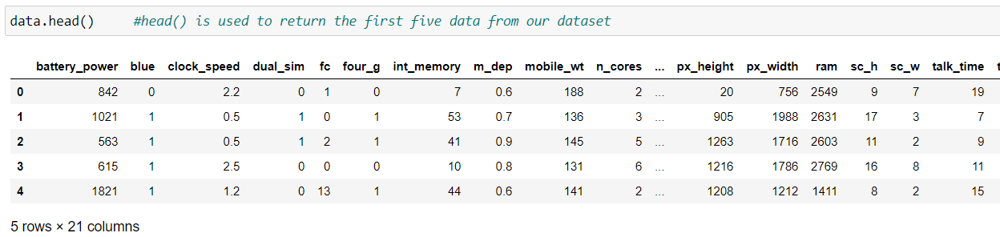 data.head() #head() is used to return the first five data from our dataset
battery_power blue clock_speed dual_sim fc four_g int_memory m_dep mobile_wt n_cores ... px_height px_width ram sc_h sc_w talk_time
0 842 0 2.2 0 1 0 7 0.6 188 2 ... 20 756 2549 9 7 19
1 1021 1 0.5 1 0 1 53 0.7 136 3 ... 905 1988 2631 17 3 7
2 563 1 0.5 1 2 1 41 0.9 145 5 ... 1263 1716 2603 11 2 9
3 615 1 2.5 0 0 0 10 0.8 131 6 ... 1216 1786 2769 16 8 11
4 1821 1 1.2 0 13 1 44 0.6 141 2 ... 1208 1212 1411 8 2 15
5 rows × 21 columns